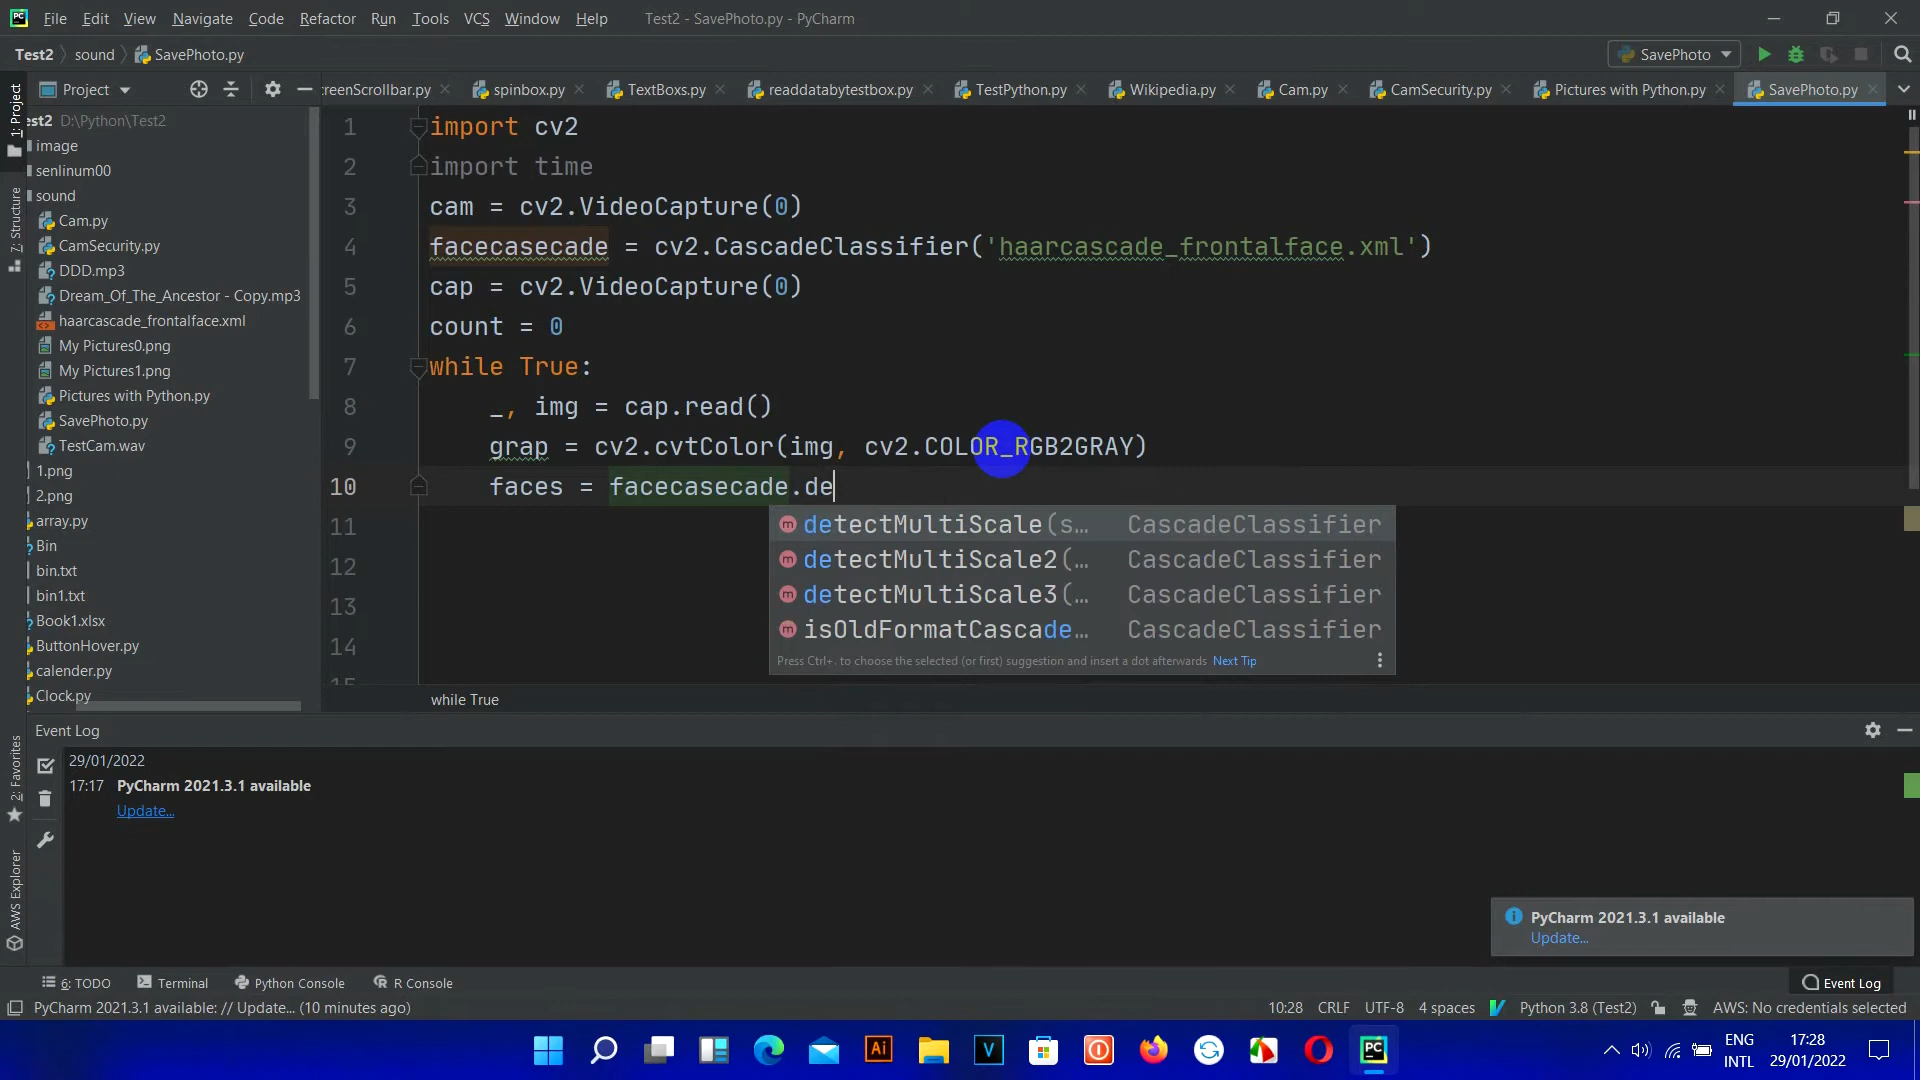 File Edit View Navigate Code Refactor Run Tools VCS Window Help Test2 - SavePhoto.py - PyCharm
Test2 sound SavePhoto.py SavePhoto
Project reenScrollbar.py spinbox.py TextBoxs.py readdatabytestbox.py TestPython.py Wikipedia.py Cam.py CamSecurity.py Pictures with Python.py SavePhoto.py
1: Project
7: Structure
2: Favorites
AWS Explorer
est2 D:\Python\Test2
image
senlinum00
sound
Cam.py
CamSecurity.py
DDD.mp3
Dream_Of_The_Ancestor - Copy.mp3
haarcascade_frontalface.xml
My Pictures0.png
My Pictures1.png
Pictures with Python.py
SavePhoto.py
TestCam.wav
1.png
2.png
array.py
Bin
bin.txt
bin1.txt
Book1.xlsx
ButtonHover.py
calender.py
Clock.py
1 import cv2
2 import time
3 cam = cv2.VideoCapture(0)
4 facecasecade = cv2.CascadeClassifier('haarcascade_frontalface.xml')
5 cap = cv2.VideoCapture(0)
6 count = 0
7 while True:
8 _, img = cap.read()
9 grap = cv2.cvtColor(img, cv2.COLOR_RGB2GRAY)
10 faces = facecasecade.de
11
12
13
14
15
detectMultiScale(s… CascadeClassifier
detectMultiScale2(… CascadeClassifier
detectMultiScale3(… CascadeClassifier
isOldFormatCascade… CascadeClassifier
Press Ctrl+. to choose the selected (or first) suggestion and insert a dot afterwards Next Tip
while True
Event Log
29/01/2022
17:17 PyCharm 2021.3.1 available
Update...
PyCharm 2021.3.1 available
Update...
6: TODO Terminal Python Console R Console Event Log
PyCharm 2021.3.1 available: // Update... (10 minutes ago) 10:28 CRLF UTF-8 4 spaces Python 3.8 (Test2) AWS: No credentials selected
Ai V PC
ENG 17:28
INTL 29/01/2022